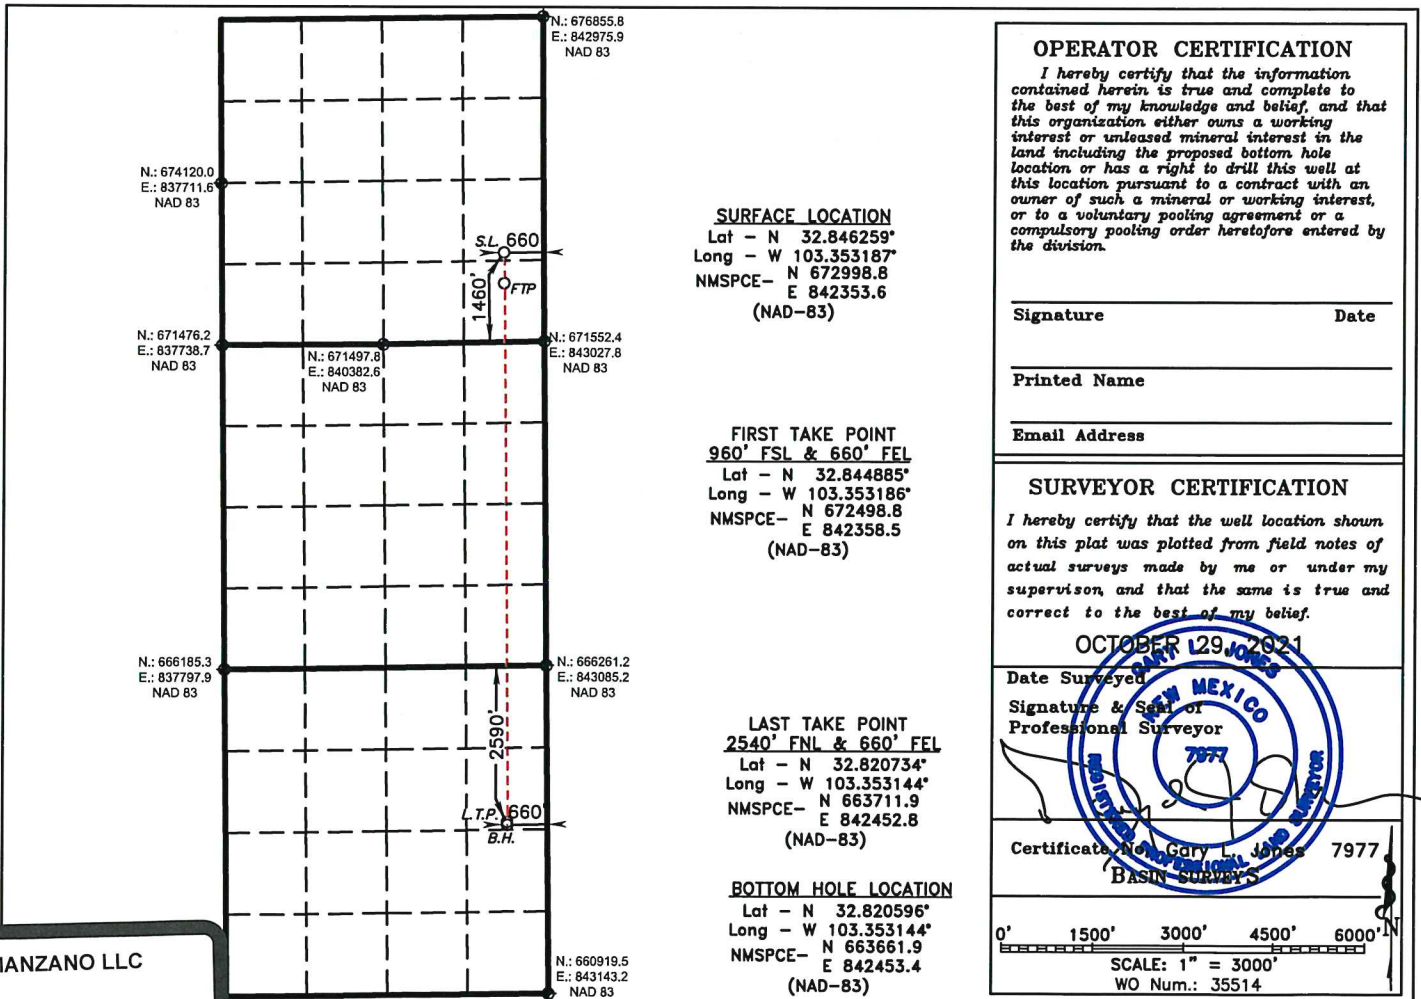 N.: 676855.8
E.: 842975.9
NAD 83
N.: 674120.0
E.: 837711.6
NAD 83
S.L. 660
FTP
1460'
N.: 671476.2
E.: 837738.7
NAD 83
N.: 671497.8
E.: 840382.6
NAD 83
N.: 671552.4
E.: 843027.8
NAD 83
N.: 666185.3
E.: 837797.9
NAD 83
N.: 666261.2
E.: 843085.2
NAD 83
2590'
L.T.P. 660'
B.H.
N.: 660919.5
E.: 843143.2
NAD 83
MANZANO LLC
SURFACE LOCATION
Lat - N 32.846259°
Long - W 103.353187°
NMSPCE- N 672998.8
E 842353.6
(NAD-83)
FIRST TAKE POINT
960' FSL & 660' FEL
Lat - N 32.844885°
Long - W 103.353186°
NMSPCE- N 672498.8
E 842358.5
(NAD-83)
LAST TAKE POINT
2540' FNL & 660' FEL
Lat - N 32.820734°
Long - W 103.353144°
NMSPCE- N 663711.9
E 842452.8
(NAD-83)
BOTTOM HOLE LOCATION
Lat - N 32.820596°
Long - W 103.353144°
NMSPCE- N 663661.9
E 842453.4
(NAD-83)
OPERATOR CERTIFICATION
I hereby certify that the information
contained herein is true and complete to
the best of my knowledge and belief, and that
this organization either owns a working
interest or unleased mineral interest in the
land including the proposed bottom hole
location or has a right to drill this well at
this location pursuant to a contract with an
owner of such a mineral or working interest,
or to a voluntary pooling agreement or a
compulsory pooling order heretofore entered by
the division.
Signature Date
Printed Name
Email Address
SURVEYOR CERTIFICATION
I hereby certify that the well location shown
on this plat was plotted from field notes of
actual surveys made by me or under my
supervison, and that the same is true and
correct to the best of my belief.
OCTOBER 29, 2021
Date Surveyed
Signature & Seal of
Professional Surveyor
GARY L. JONES
NEW MEXICO
7977
REGISTERED PROFESSIONAL LAND SURVEYOR
Certificate No. Gary L. Jones 7977
BASIN SURVEYS
N
0' 1500' 3000' 4500' 6000'
SCALE: 1" = 3000'
WO Num.: 35514